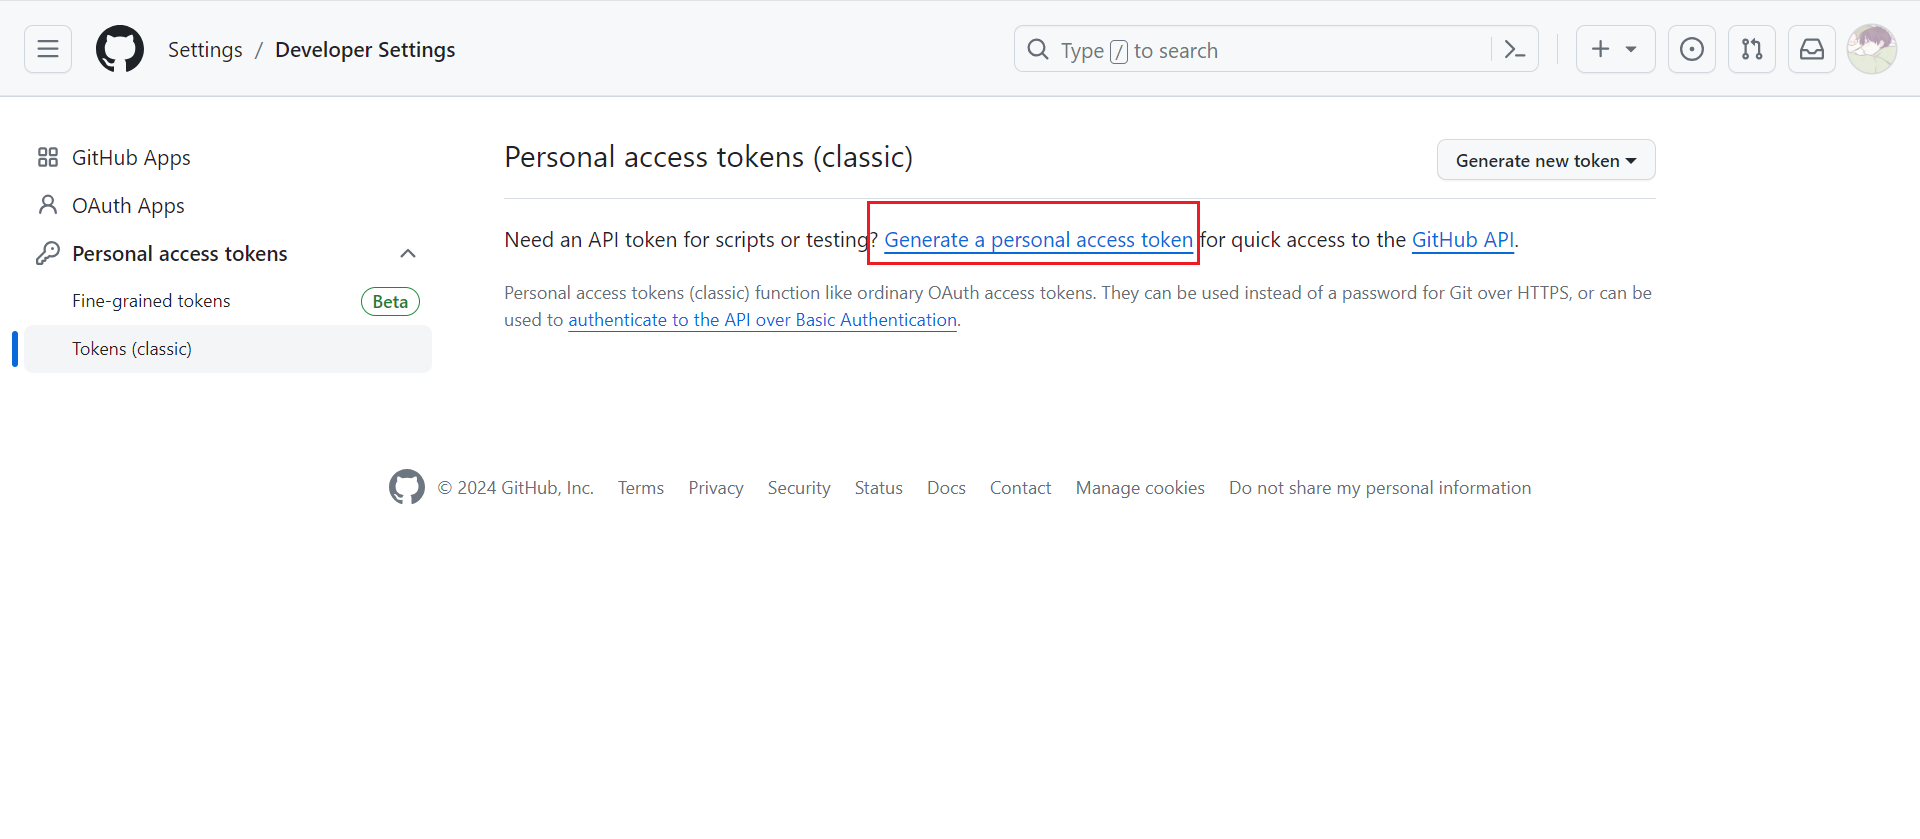 Settings / Developer Settings
Type / to search
GitHub Apps
OAuth Apps
Personal access tokens
Fine-grained tokens Beta
Tokens (classic)
Personal access tokens (classic)
Generate new token
Need an API token for scripts or testing? Generate a personal access token for quick access to the GitHub API.
Personal access tokens (classic) function like ordinary OAuth access tokens. They can be used instead of a password for Git over HTTPS, or can be
used to authenticate to the API over Basic Authentication.
© 2024 GitHub, Inc. Terms Privacy Security Status Docs Contact Manage cookies Do not share my personal information